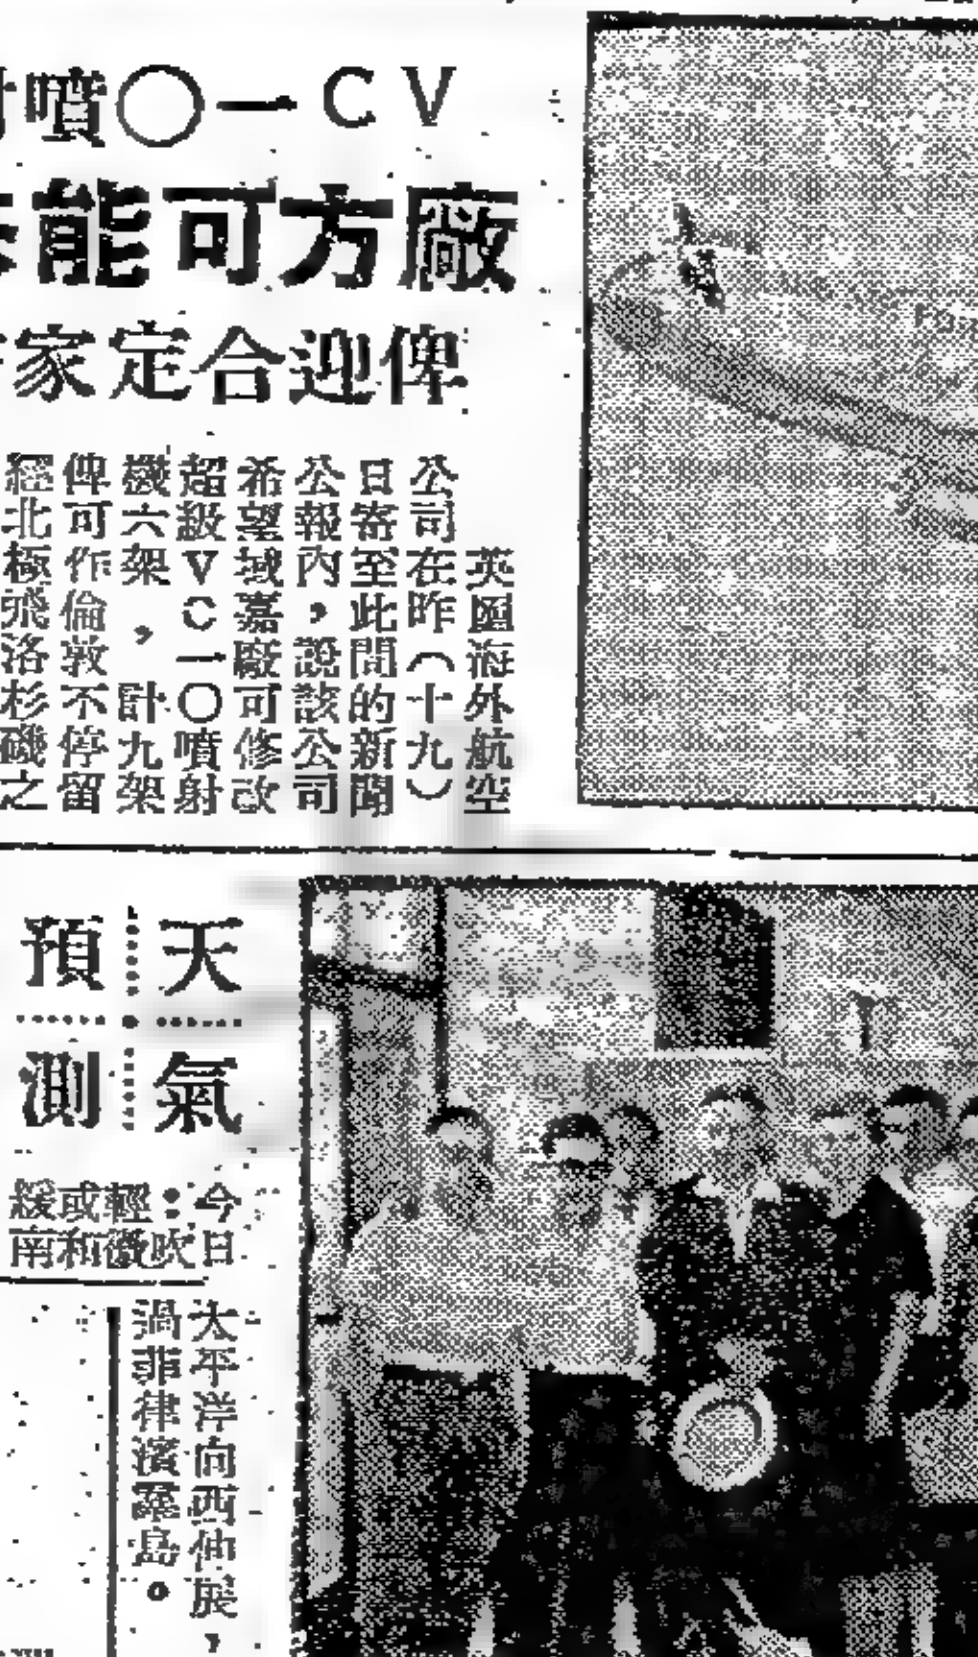 VC一〇噴射
廠方可能
俾迎合定家
英國海外航空
公司在昨（十九）
日寄至此間的新聞
公報內，說該公司
希望域嘉廠可修改
超級VC一〇噴射
機六架，計九架
俾可作倫敦不停留
經北極飛洛杉磯之
天氣
預測
今日
：吹
輕微
或和
緩南
太平洋向西伸展，
過菲律濱羣島。